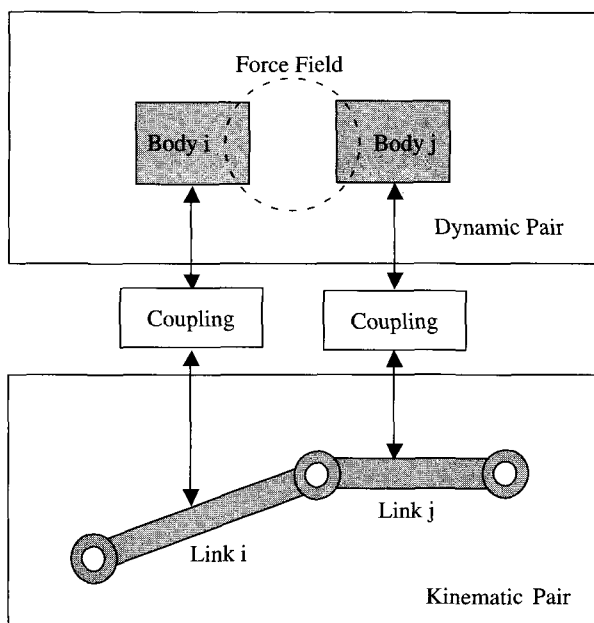 Force Field
Body i
Body j
Dynamic Pair
Coupling
Coupling
Link j
Link i
Kinematic Pair